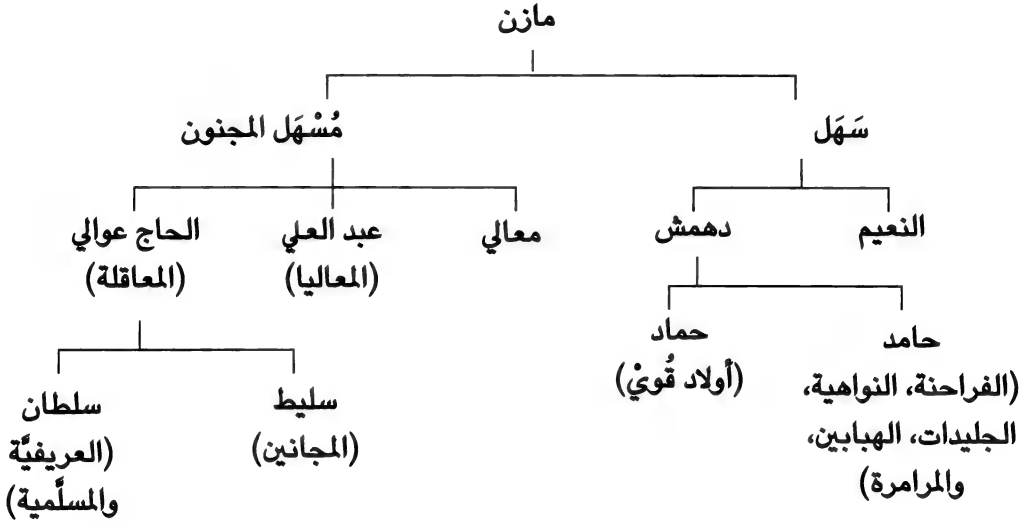 مازن
سَهَل
مُسْهَل المجنون
النعيم
دهمش
معالي
عبد العلي
(المعاليا)
الحاج عوالي
(المعاقلة)
حامد
(الفراحنة، النواهية،
الجليدات، الهبابين،
والمرامرة)
حماد
(أولاد قُويْ)
سليط
(المجانين)
سلطان
(العريفيَّة
والمسلَّمية)